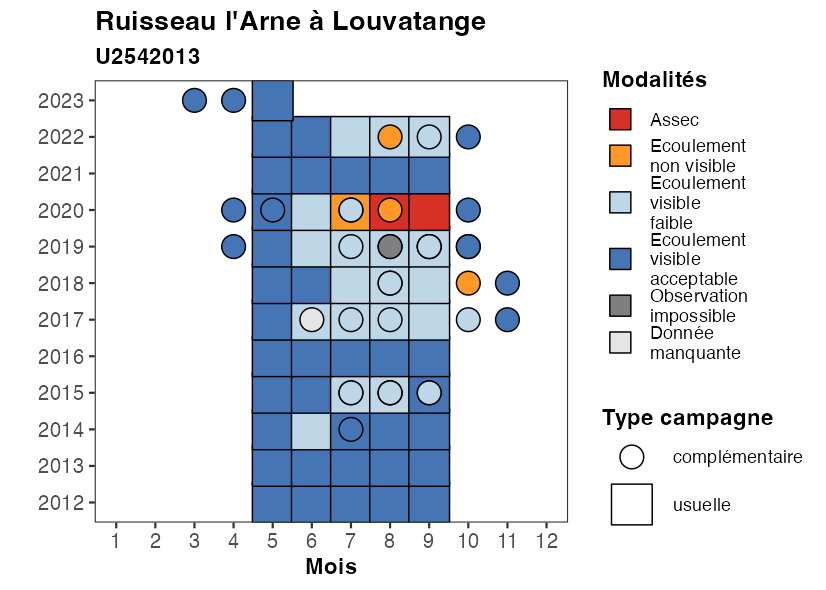 Ruisseau l'Arne à Louvatange
U2542013
2023
2022
2021
2020
2019
2018
2017
2016
2015
2014
2013
2012
1 2 3 4 5 6 7 8 9 10 11 12
Mois
Modalités
Assec
Ecoulement
non visible
Ecoulement
visible
faible
Ecoulement
visible
acceptable
Observation
impossible
Donnée
manquante
Type campagne
complémentaire
usuelle